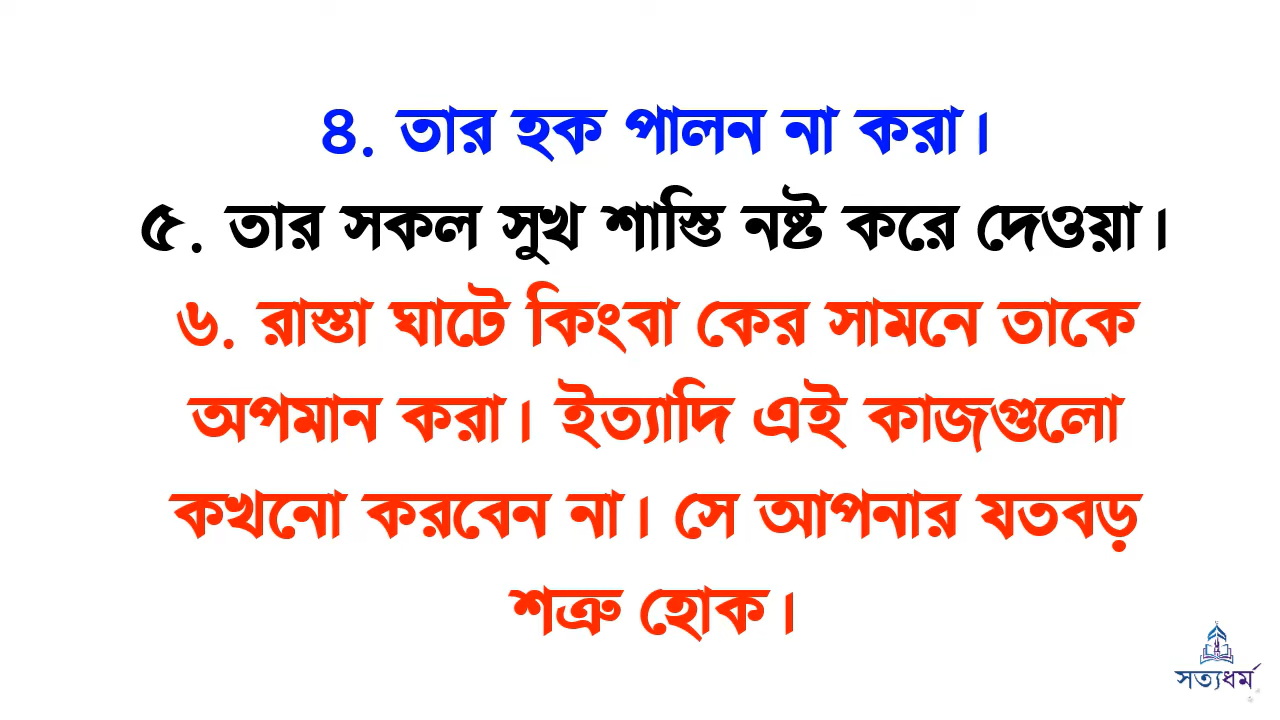 ৪. তার হক পালন না করা।
৫. তার সকল সুখ শাস্তি নষ্ট করে দেওয়া।
৬. রাস্তা ঘাটে কিংবা কের সামনে তাকে
অপমান করা। ইত্যাদি এই কাজগুলো
কখনো করবেন না। সে আপনার যতবড়
শত্রু হোক।
সত্যধর্ম